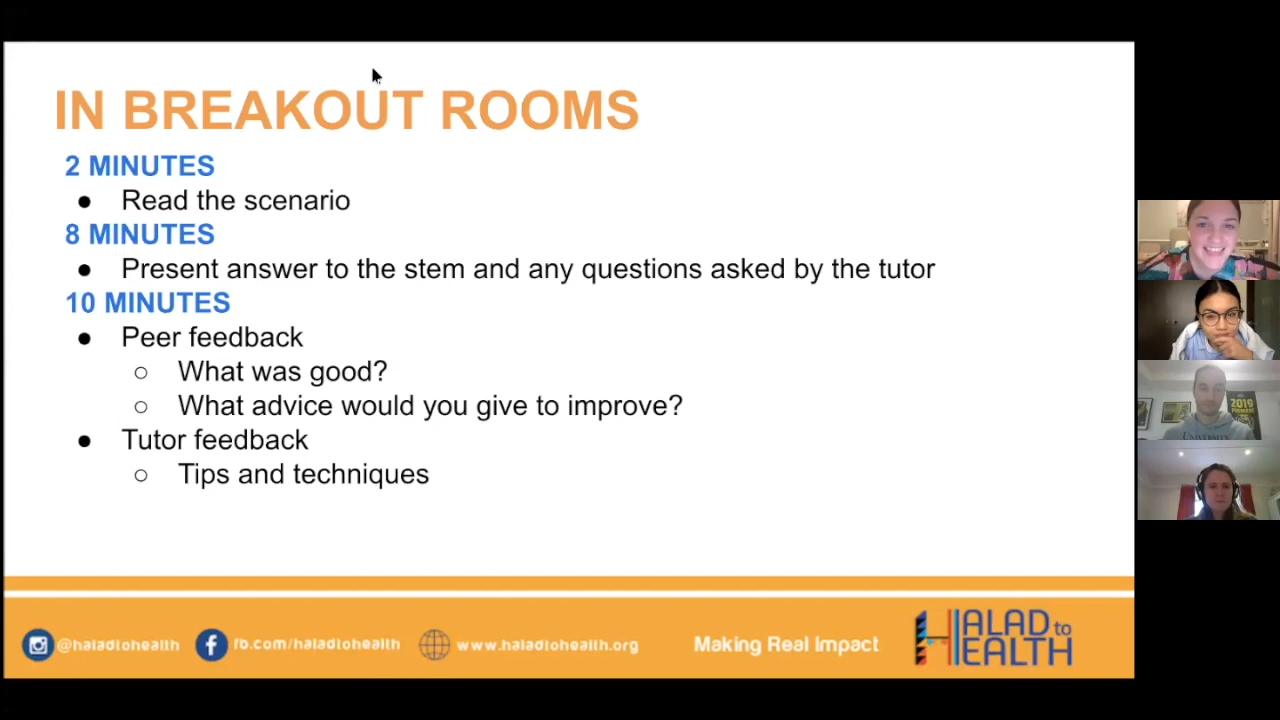 IN BREAKOUT ROOMS
2 MINUTES
● Read the scenario
8 MINUTES
● Present answer to the stem and any questions asked by the tutor
10 MINUTES
● Peer feedback
○ What was good?
○ What advice would you give to improve?
● Tutor feedback
○ Tips and techniques
@haladtohealth
fb.com/haladtohealth
www.haladtohealth.org
Making Real Impact
HALAD to
HEALTH
2019
UNIVERSITY